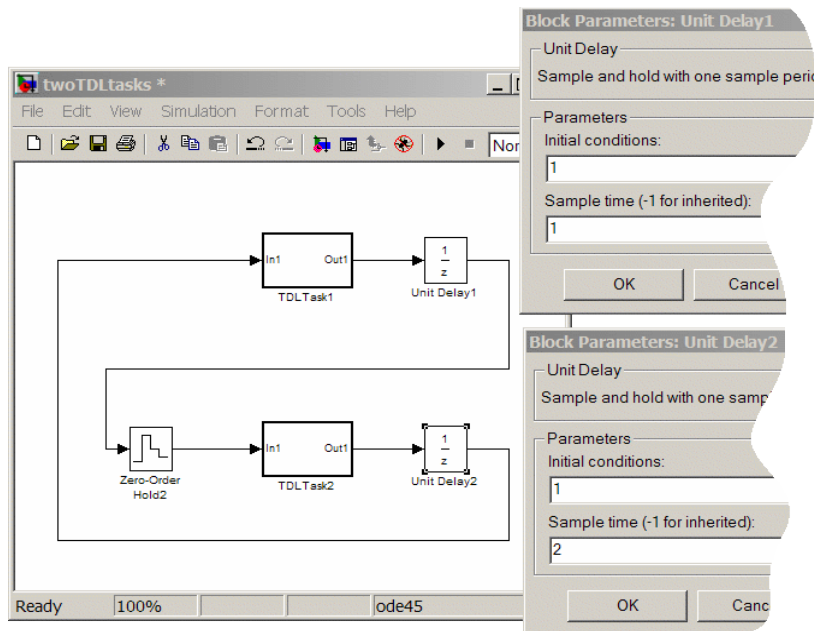 twoTDLtasks *
File Edit View Simulation Format Tools Help
Nor
In1 Out1
TDLTask1
1
z
Unit Delay1
Zero-Order
Hold2
In1 Out1
TDLTask2
1
z
Unit Delay2
Ready 100% ode45
Block Parameters: Unit Delay1
Unit Delay
Sample and hold with one sample peri
Parameters
Initial conditions:
1
Sample time (-1 for inherited):
1
OK Cancel
Block Parameters: Unit Delay2
Unit Delay
Sample and hold with one samp
Parameters
Initial conditions:
1
Sample time (-1 for inherited):
2
OK Canc